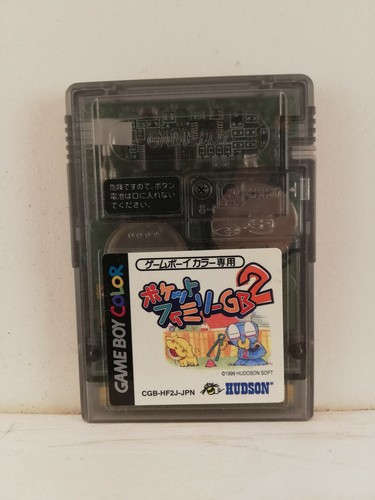 危険ですので、ボタン
電池は口に入れない
でください。
ゲームボーイカラー専用
ポケット
ファミリーGB2
GAME BOY COLOR
©1999 HUDSON SOFT
CGB-HF2J-JPN
HUDSON